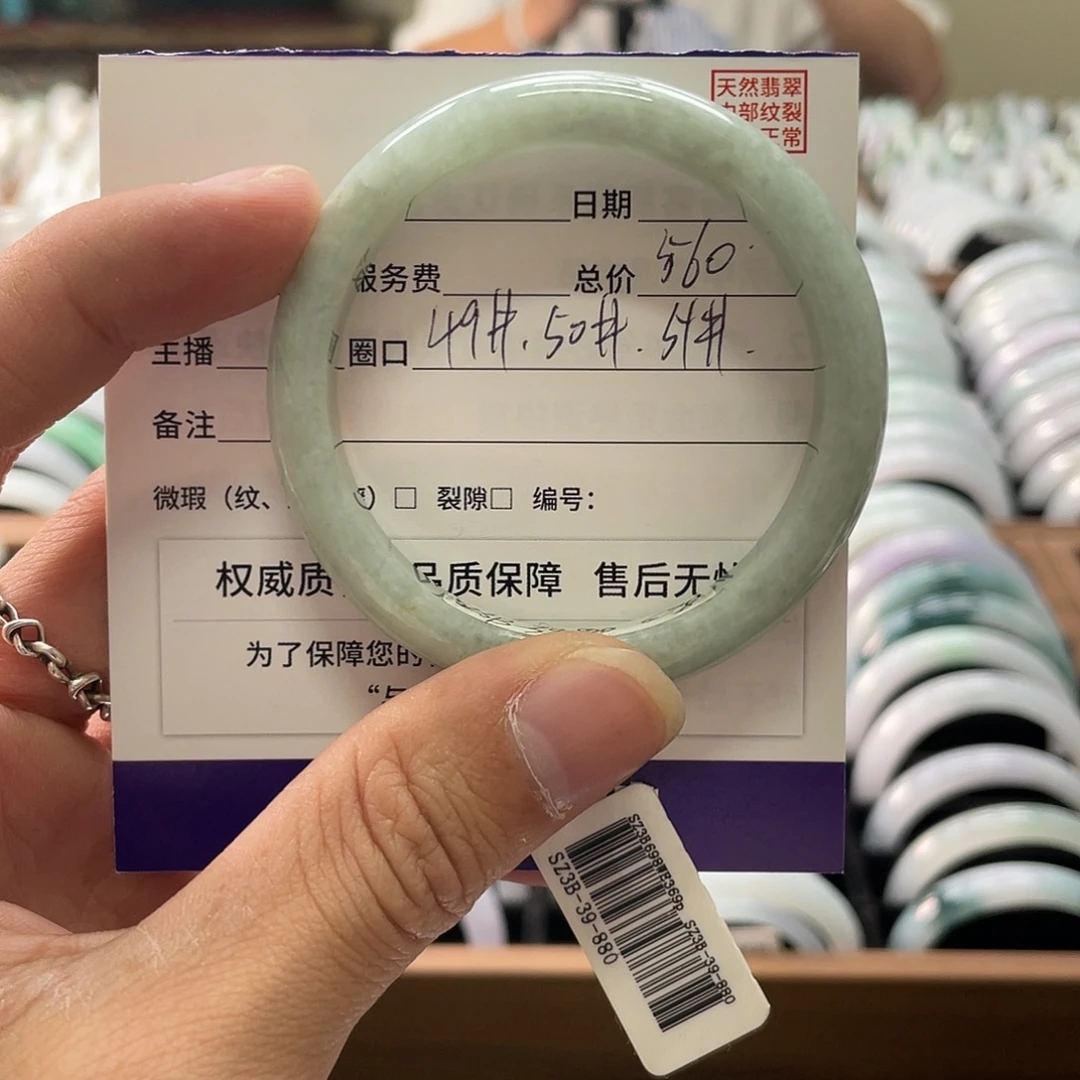 天然翡翠
部纹裂
正常
日期
服务费 总价 560
主播 圈口 49#. 50#. 51#.
备注
微瑕（纹、 ）□ 裂隙□ 编号：
权威质 品质保障 售后无
为了保障您的
“
SZ3B-39-880
SZ3B-39-880